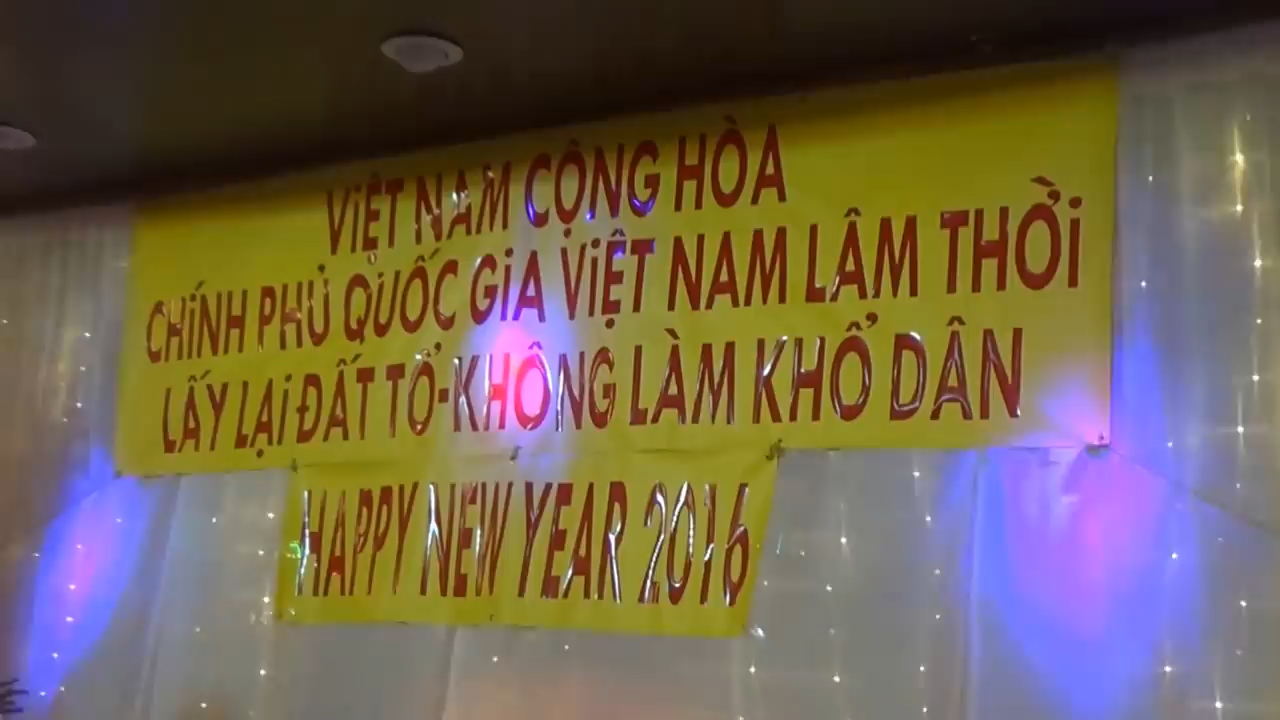 ViỆT NAM CỘNG HÒA
CHÍNH PHỦ QUỐC GiA ViỆT NAM LÂM THỜi
LẤY LẠi ĐẤT TỔ-KHÔNG LÀM KHỔ DÂN
HAPPY NEW YEAR 2016